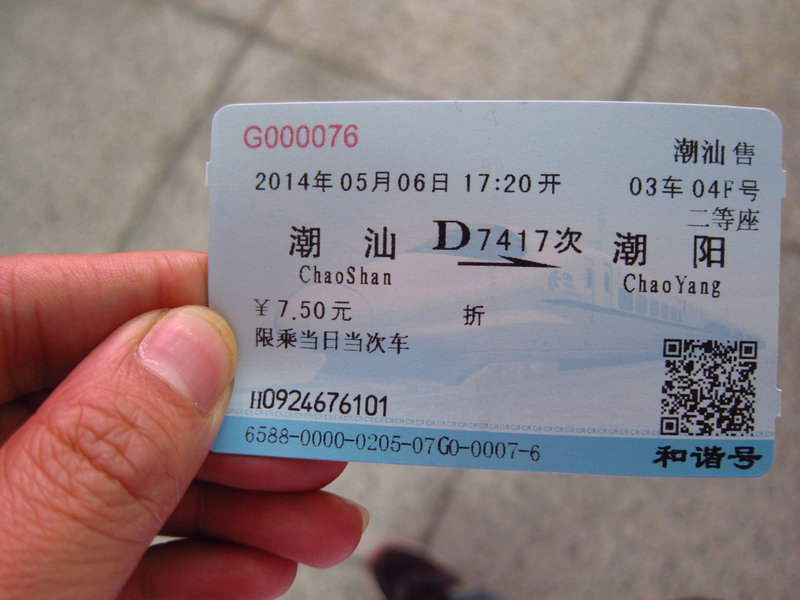 G000076
潮汕售
2014年05月06日 17:20开
03车 04F号
二等座
潮汕
D7417次
潮阳
ChaoShan
ChaoYang
¥7.50元
折
限乘当日当次车
H0924676101
6588-0000-0205-07G0-0007-6
和谐号